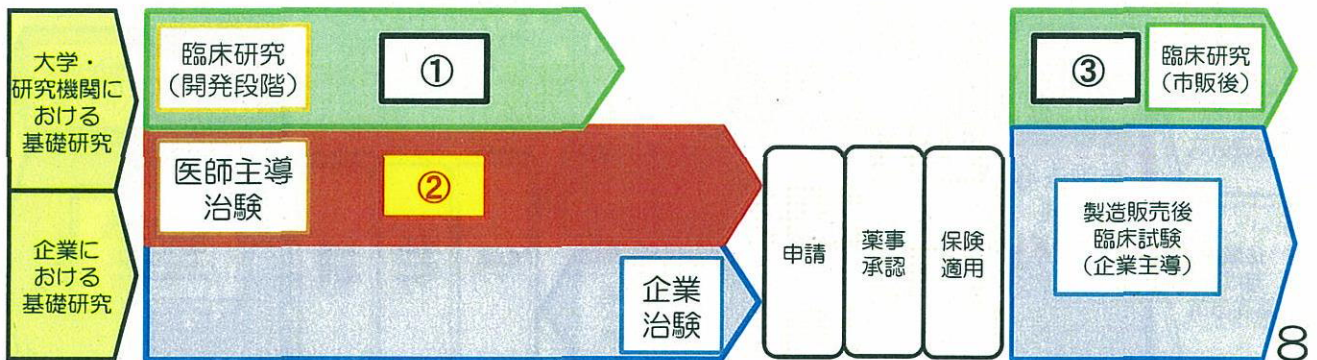 大学・
研究機関に
おける
基礎研究
企業に
おける
基礎研究
臨床研究
(開発段階)
①
医師主導
治験
②
企業
治験
申請
薬事
承認
保険
適用
③
臨床研究
(市販後)
製造販売後
臨床試験
(企業主導)
8